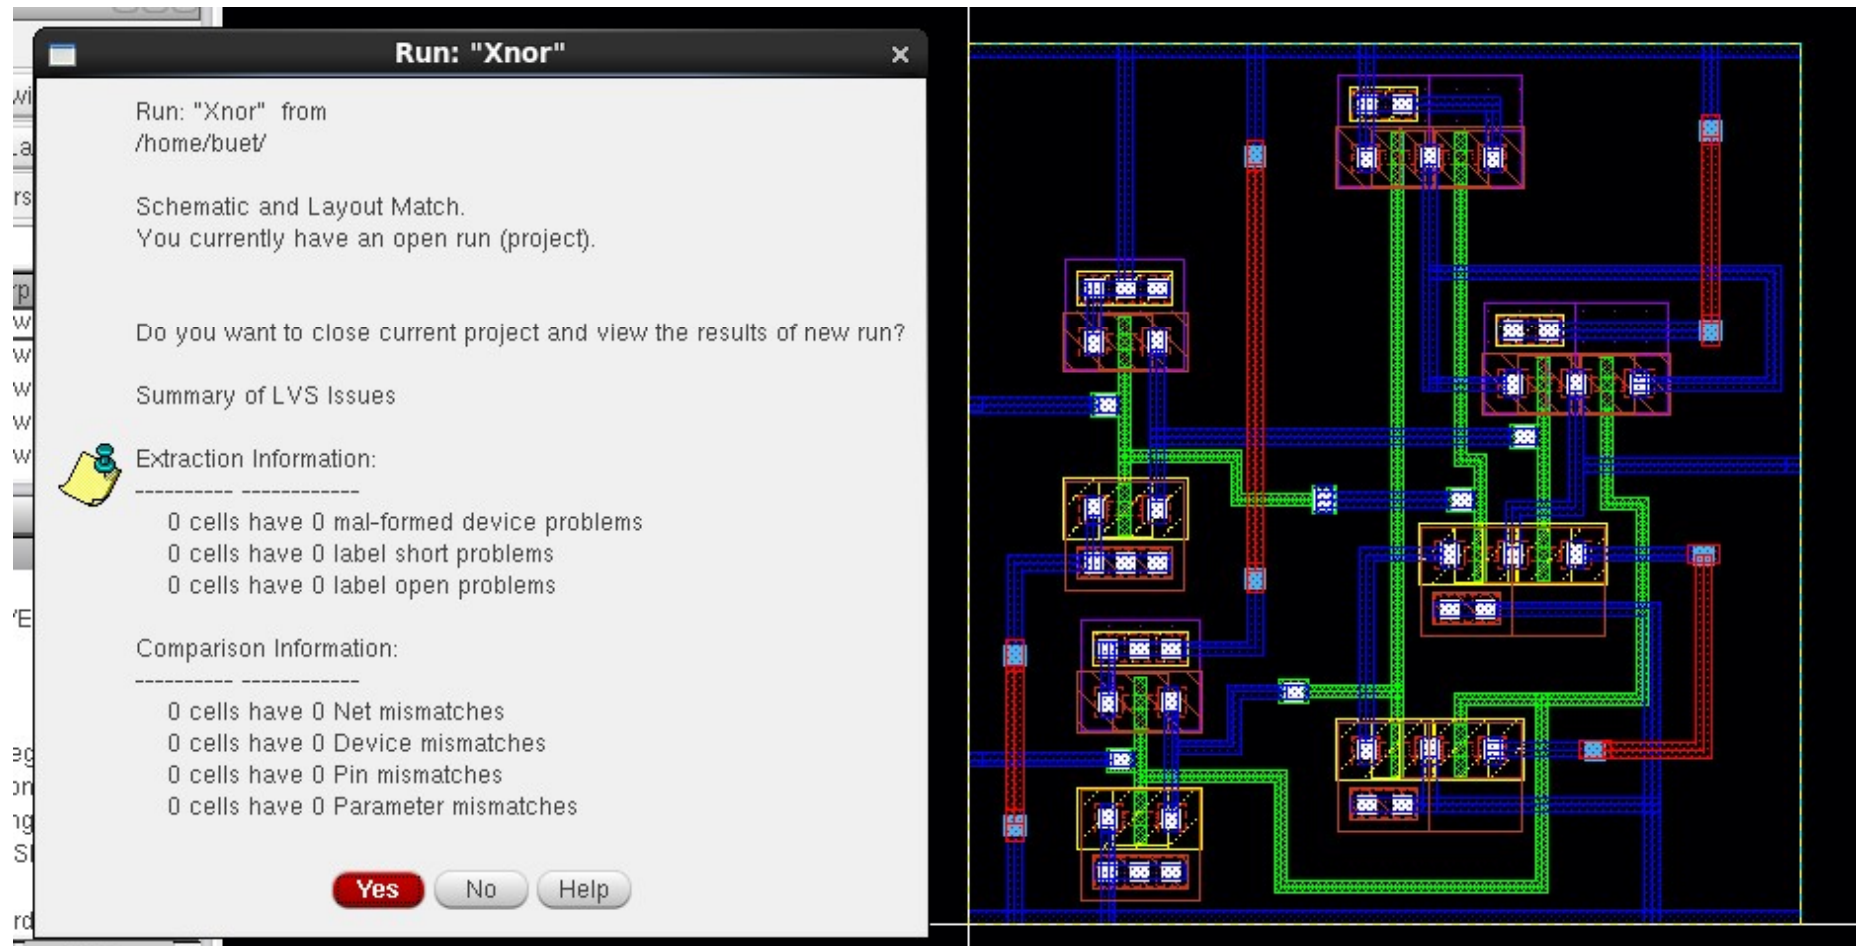 Run: "Xnor"
Run: "Xnor" from
/home/buet/
Schematic and Layout Match.
You currently have an open run (project).
Do you want to close current project and view the results of new run?
Summary of LVS Issues
Extraction Information:
---------- ------------
0 cells have 0 mal-formed device problems
0 cells have 0 label short problems
0 cells have 0 label open problems
Comparison Information:
---------- ------------
0 cells have 0 Net mismatches
0 cells have 0 Device mismatches
0 cells have 0 Pin mismatches
0 cells have 0 Parameter mismatches
Yes No Help